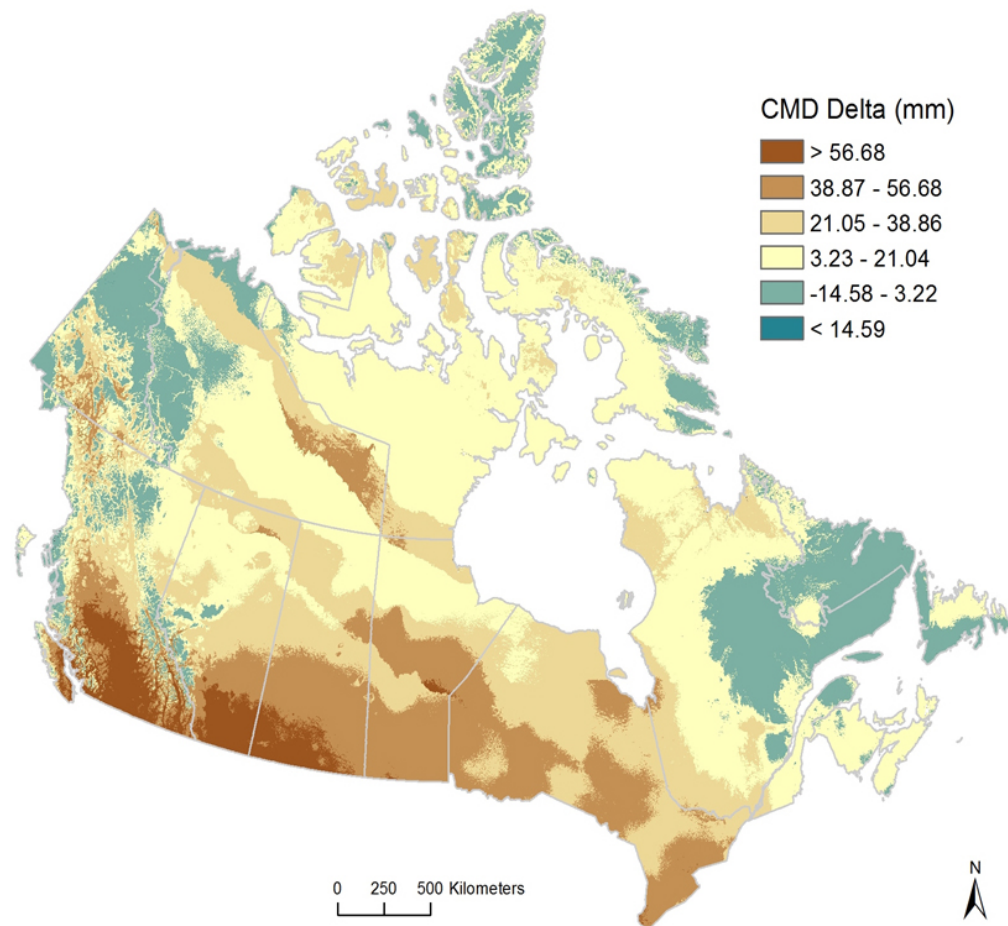 CMD Delta (mm)
> 56.68
38.87 - 56.68
21.05 - 38.86
3.23 - 21.04
-14.58 - 3.22
< 14.59
0 250 500 Kilometers
N